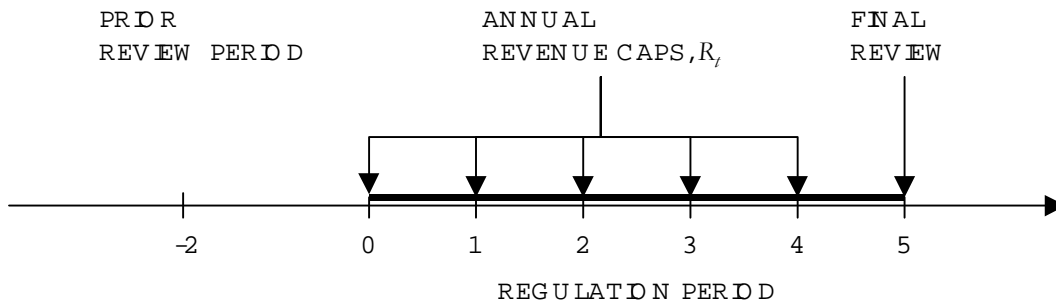 PRIOR
REVIEW PERIOD
ANNUAL
REVENUE CAPS, Rₜ
FINAL
REVIEW
-2 0 1 2 3 4 5
REGULATION PERIOD